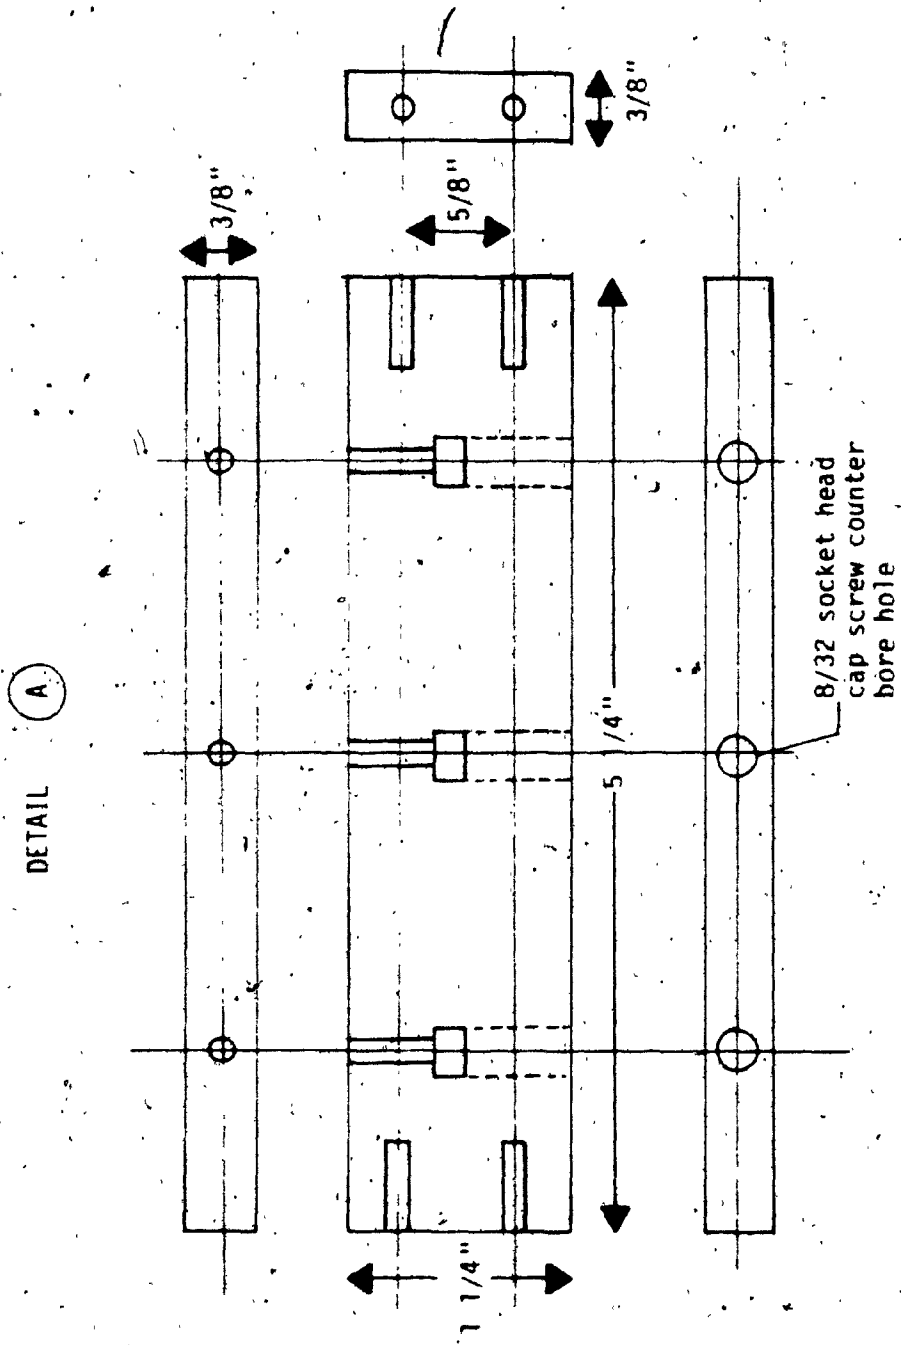 DETAIL A
3/8"
3/8"
5/8"
5 1/4"
1 1/4"
8/32 socket head
cap screw counter
bore hole